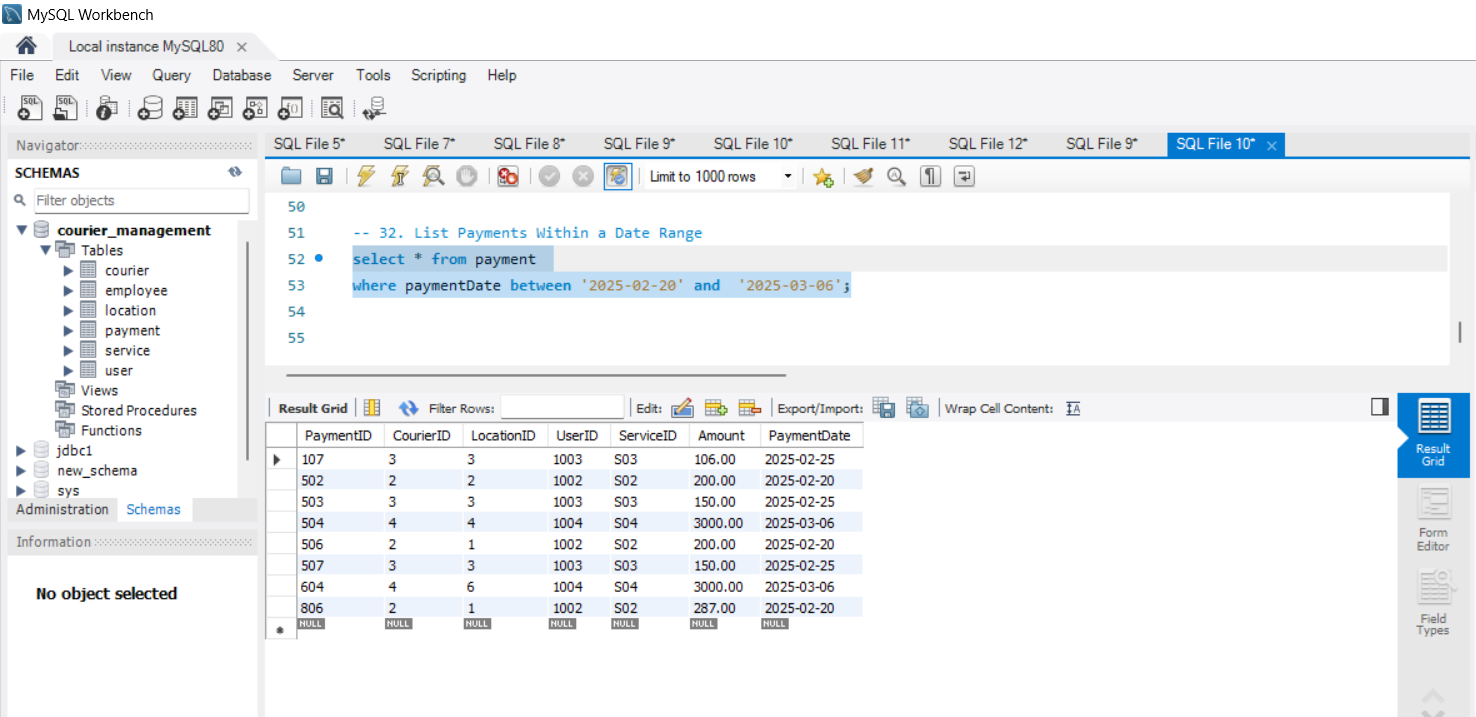 MySQL Workbench
Local instance MySQL80
File Edit View Query Database Server Tools Scripting Help
Navigator
SCHEMAS
Filter objects
courier_management
Tables
courier
employee
location
payment
service
user
Views
Stored Procedures
Functions
jdbc1
new_schema
sys
Administration Schemas
Information
No object selected
SQL File 5* SQL File 7* SQL File 8* SQL File 9* SQL File 10* SQL File 11* SQL File 12* SQL File 9* SQL File 10*
Limit to 1000 rows
50
51 -- 32. List Payments Within a Date Range
52 select * from payment
53 where paymentDate between '2025-02-20' and  '2025-03-06';
54
55
Result Grid Filter Rows: Edit: Export/Import: Wrap Cell Content: IA
PaymentID CourierID LocationID UserID ServiceID Amount PaymentDate
107 3 3 1003 S03 106.00 2025-02-25
502 2 2 1002 S02 200.00 2025-02-20
503 3 3 1003 S03 150.00 2025-02-25
504 4 4 1004 S04 3000.00 2025-03-06
506 2 1 1002 S02 200.00 2025-02-20
507 3 3 1003 S03 150.00 2025-02-25
604 4 6 1004 S04 3000.00 2025-03-06
806 2 1 1002 S02 287.00 2025-02-20
NULL NULL NULL NULL NULL NULL NULL
Result
Grid
Form
Editor
Field
Types